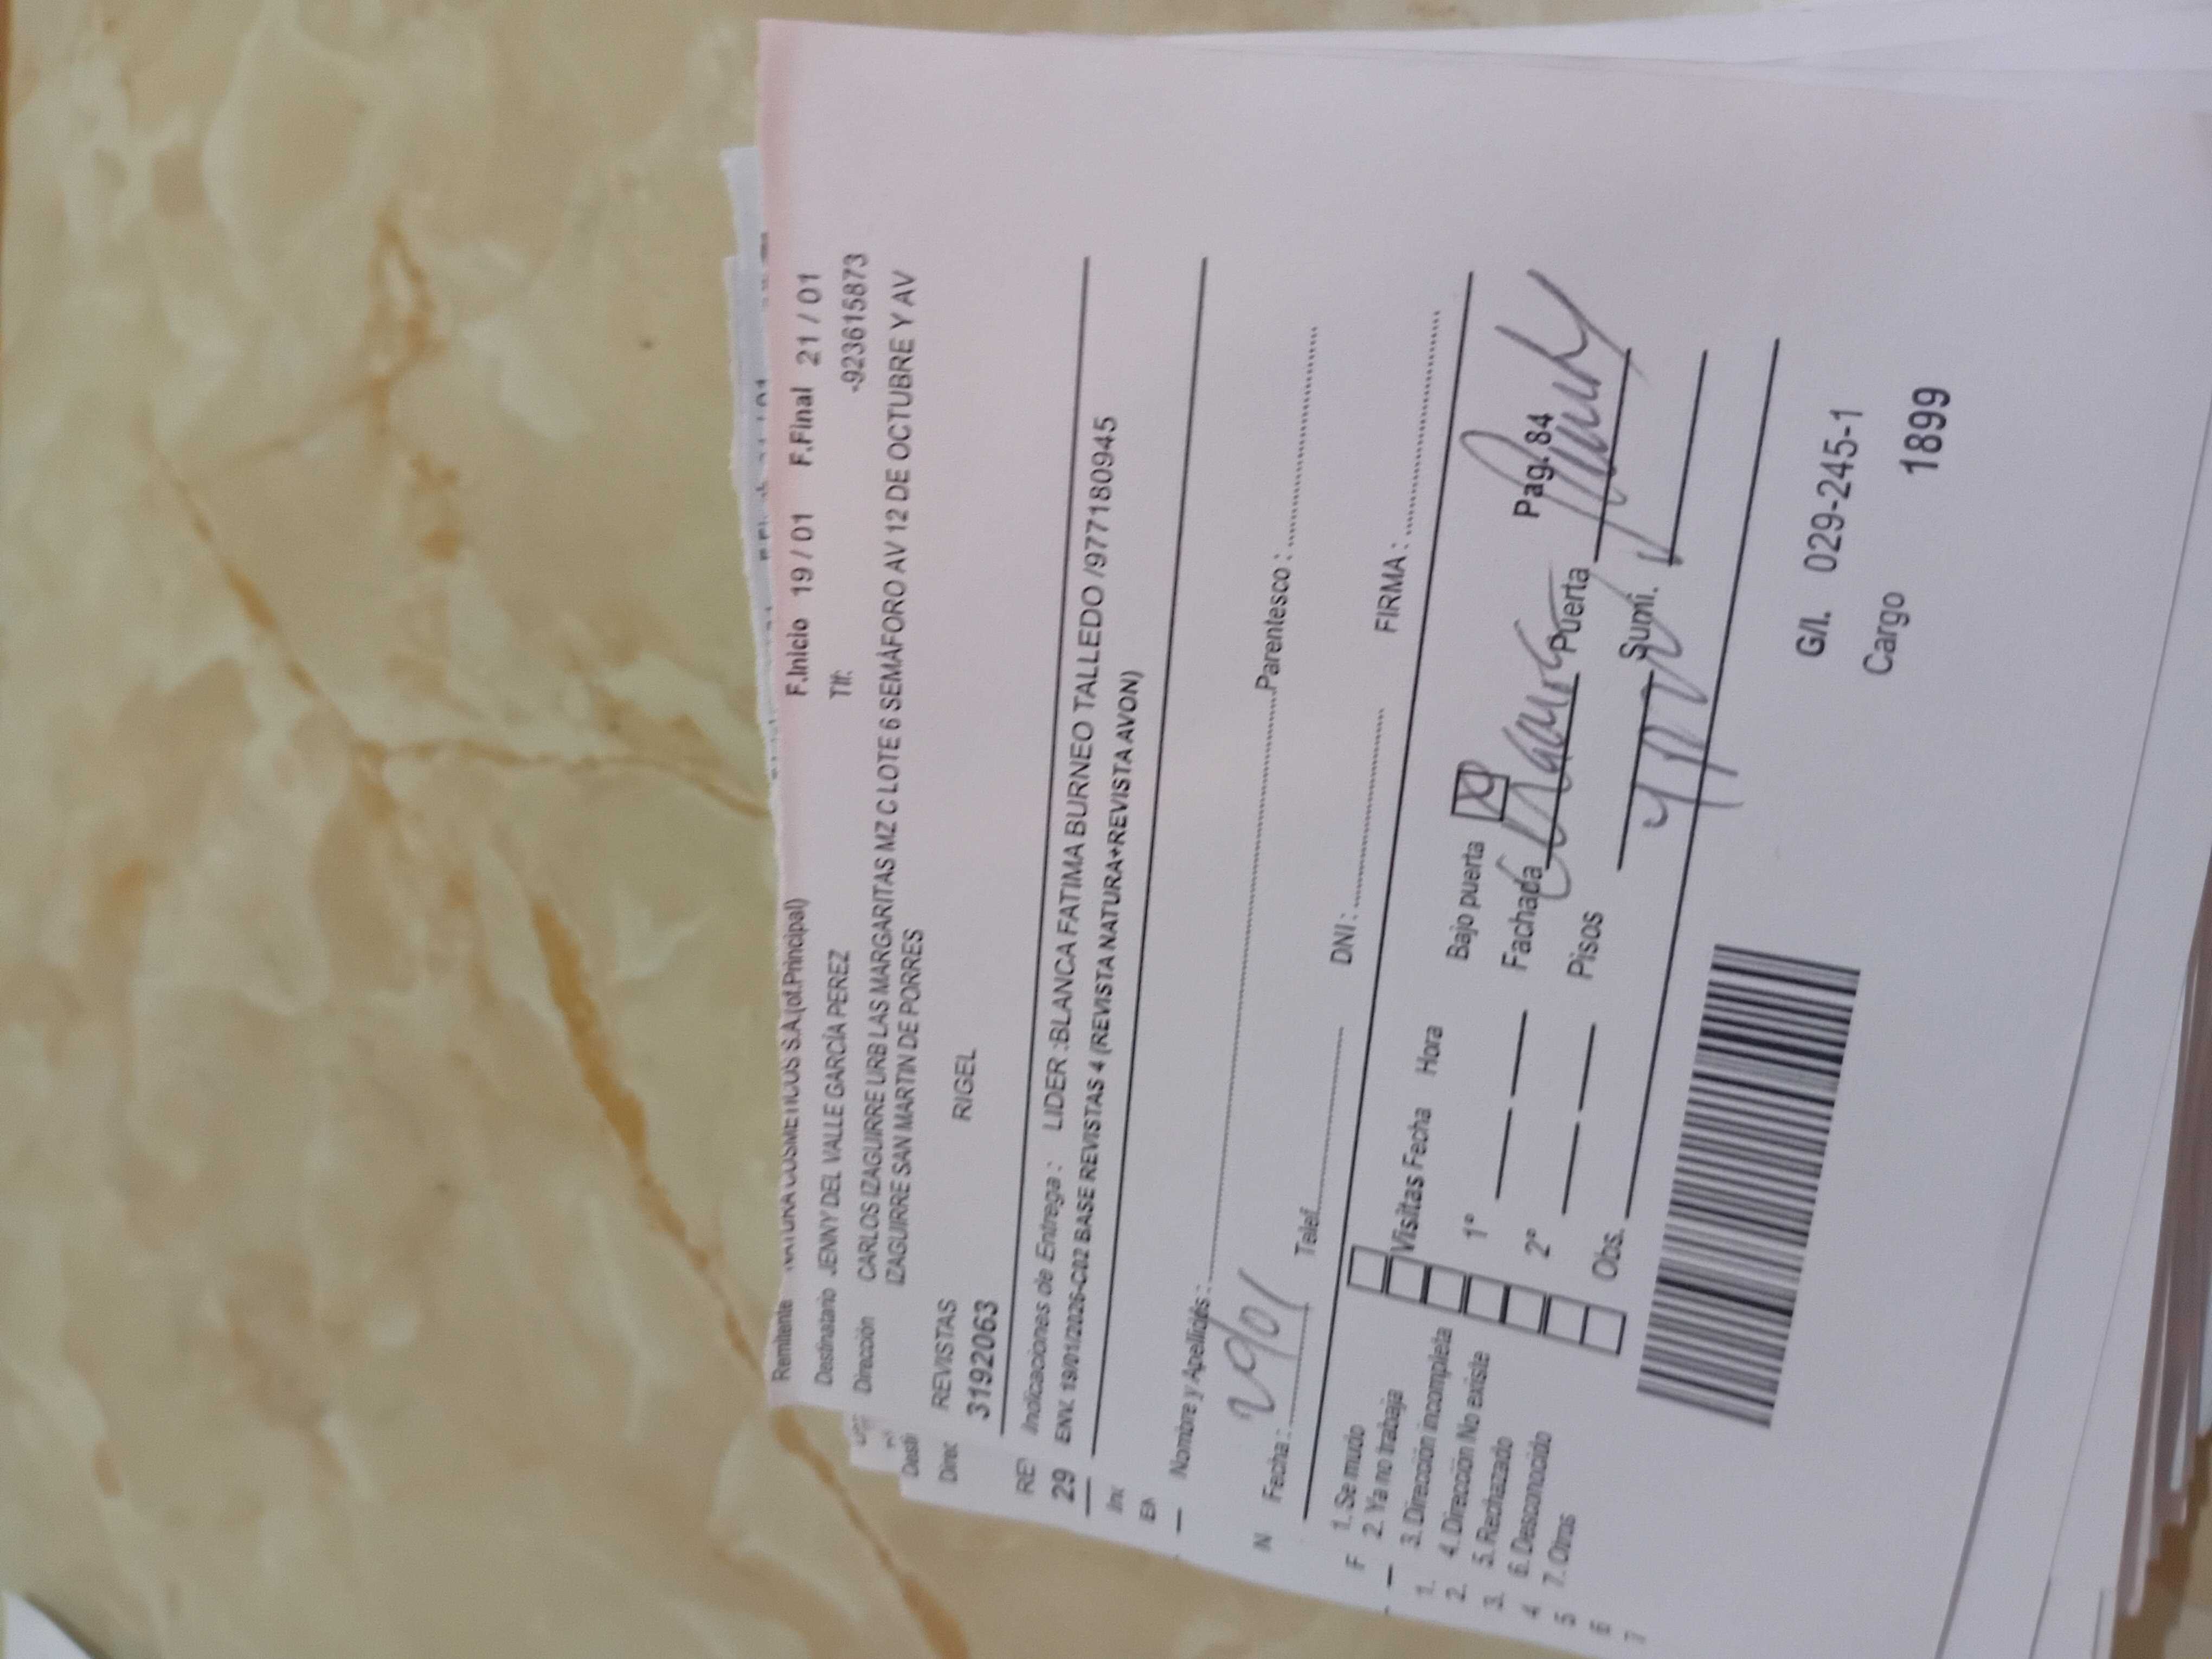 Remitente NATURA COSMETICOS S.A.(of.Principal) F.Inicio 19 / 01 F.Final 21 / 01
Destinatario JENNY DEL VALLE GARCÍA PEREZ Tlf: -923615873
Dirección CARLOS IZAGUIRRE URB LAS MARGARITAS MZ C LOTE 6 SEMÁFORO AV 12 DE OCTUBRE Y AV
IZAGUIRRE SAN MARTIN DE PORRES
REVISTAS RIGEL
3192063
Indicaciones de Entrega : LIDER :BLANCA FATIMA BURNEO TALLEDO /977180945
ENV. 19/01/2026-C02 BASE REVISTAS 4 (REVISTA NATURA+REVISTA AVON)
Nombre y Apellidos : Parentesco :
Fecha : Telef. DNI : FIRMA :
1. Se mudo
2. Ya no trabaja
3. Dirección incompleta
4. Dirección No existe
5. Rechazado
6. Desconocido
7. Otros
Visitas Fecha Hora Bajo puerta Pag. 84
1° Fachada Puerta
2° Pisos Sumi.
Obs.
G/I. 029-245-1
Cargo 1899
Desti
Direc
RE
29